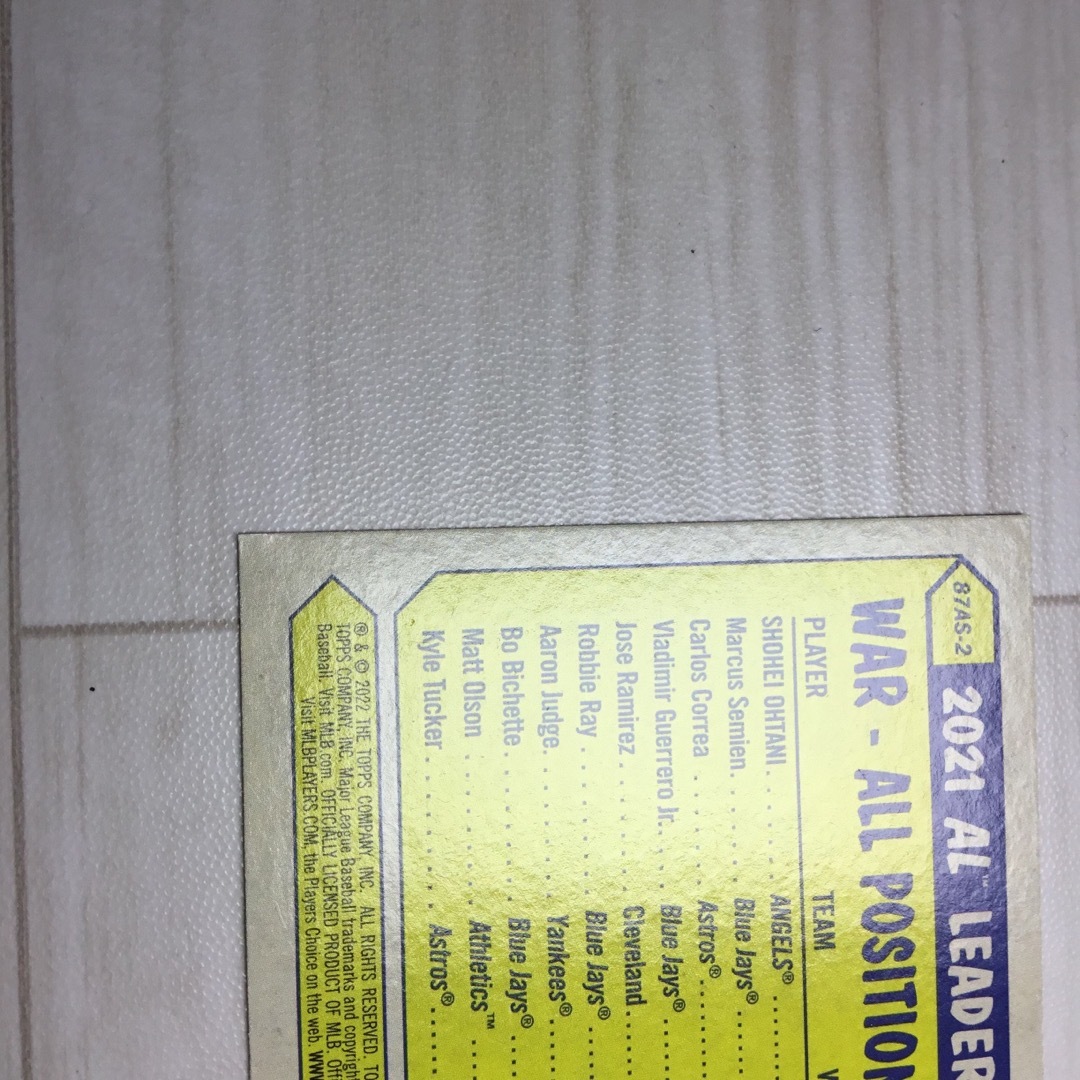 87AS-2 2021 AL™ LEADER
WAR - ALL POSITION
PLAYER TEAM
SHOHEI OHTANI . . . . ANGELS® . . . . .
Marcus Semien. . . . . . Blue Jays® . . . . .
Carlos Correa . . . . . . Astros® . . . . . .
Vladimir Guerrero Jr. . . . Blue Jays® . . . . .
Jose Ramirez . . . . . . Cleveland . . . . .
Robbie Ray . . . . . . . . Blue Jays® . . . . .
Aaron Judge. . . . . . . . Yankees® . . . . .
Bo Bichette. . . . . . . . . Blue Jays® . . . . .
Matt Olson . . . . . . . . Athletics™ . . . . .
Kyle Tucker . . . . . . . . Astros® . . . . . .
® & © 2022 THE TOPPS COMPANY, INC. ALL RIGHTS RESERVED. TO
TOPPS COMPANY, INC. Major League Baseball trademarks and copyright
Baseball. Visit MLB.com. OFFICIALLY LICENSED PRODUCT OF MLB. Offi
Visit MLBPLAYERS.COM, the Players Choice on the web. WWW